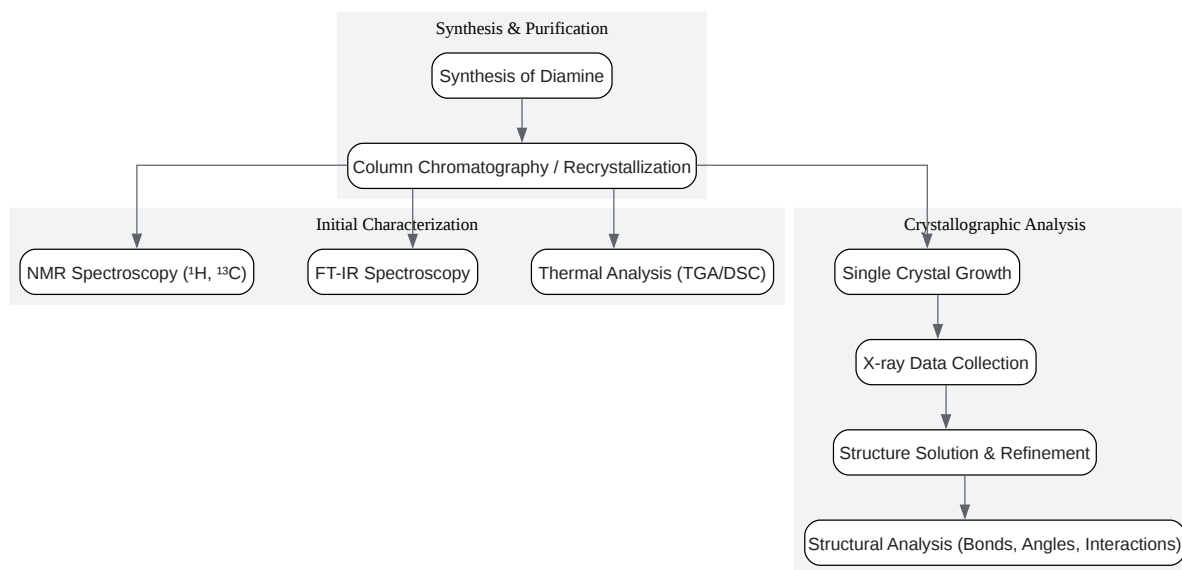 Synthesis & Purification
Synthesis of Diamine
Column Chromatography / Recrystallization
Initial Characterization
NMR Spectroscopy (¹H, ¹³C)
FT-IR Spectroscopy
Thermal Analysis (TGA/DSC)
Crystallographic Analysis
Single Crystal Growth
X-ray Data Collection
Structure Solution & Refinement
Structural Analysis (Bonds, Angles, Interactions)